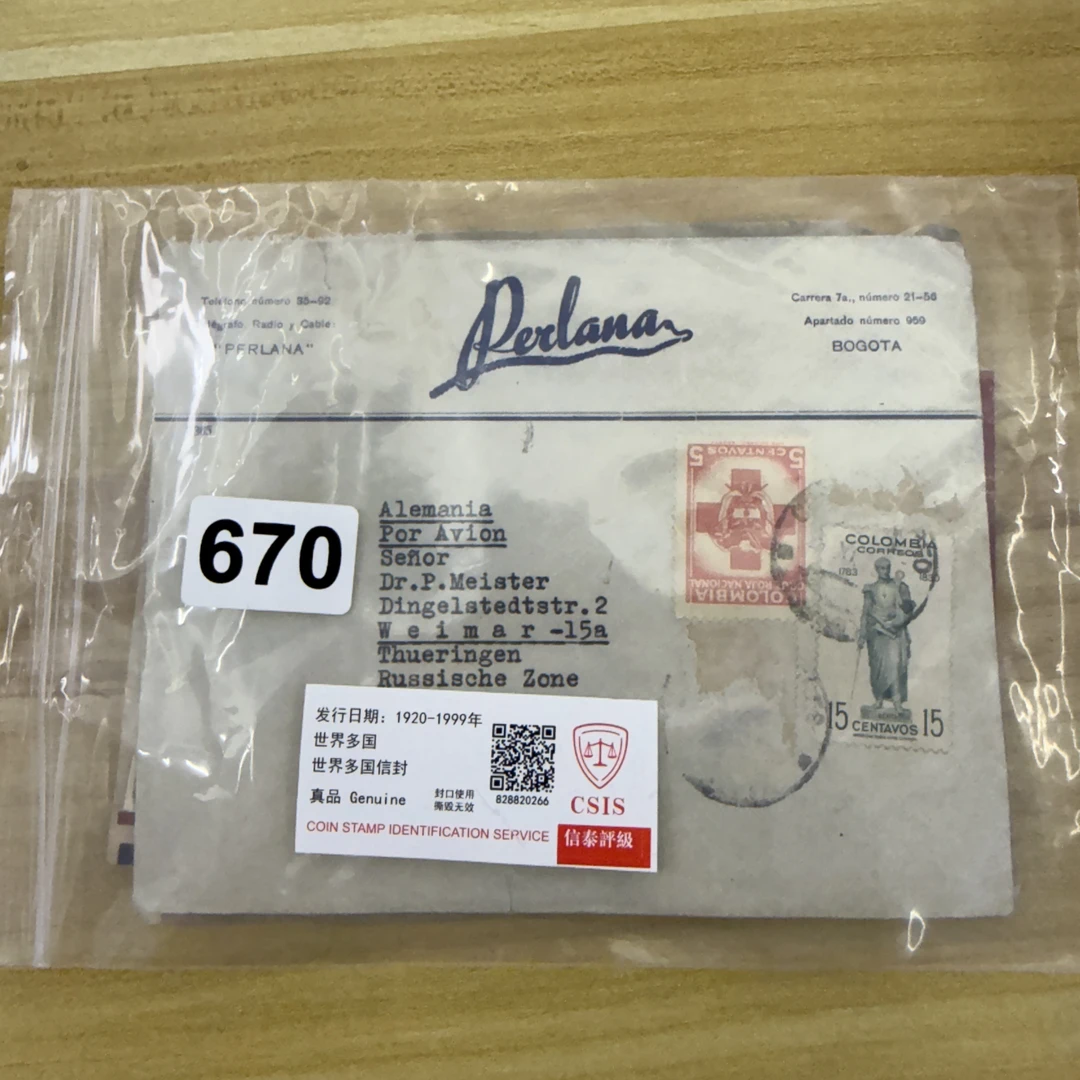 Teléfono número 35-92
Telégrafo, Radio y Cable:
"PERLANA"
Perlana
Carrera 7a., número 21-56
Apartado número 959
BOGOTA
5 CENTAVOS 5
ROJA NACIONAL
COLOMBIA
COLOMBIA
CORREOS
1783
1830
15 CENTAVOS 15
670
Alemania
Por Avion
Señor
Dr.P.Meister
Dingelstedtstr.2
Weimar-15a
Thueringen
Russische Zone
发行日期：1920-1999年
世界多国
世界多国信封
真品 Genuine
封口使用
撕毁无效
828820266
COIN STAMP IDENTIFICATION SERVICE
CSIS
信泰評級